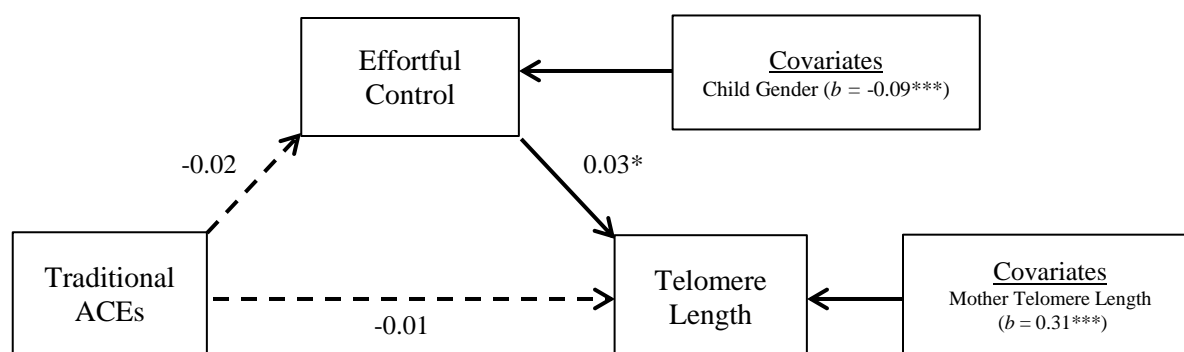 Effortful
Control
Covariates
Child Gender (b = -0.09***)
-0.02
0.03*
Traditional
ACEs
-0.01
Telomere
Length
Covariates
Mother Telomere Length
(b = 0.31***)